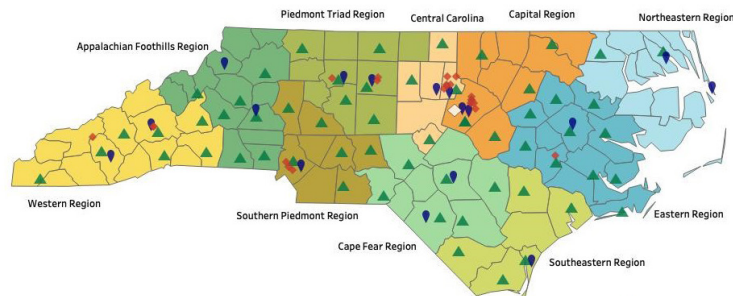 Piedmont Triad Region
Central Carolina
Capital Region
Northeastern Region
Appalachian Foothills Region
Western Region
Southern Piedmont Region
Eastern Region
Cape Fear Region
Southeastern Region